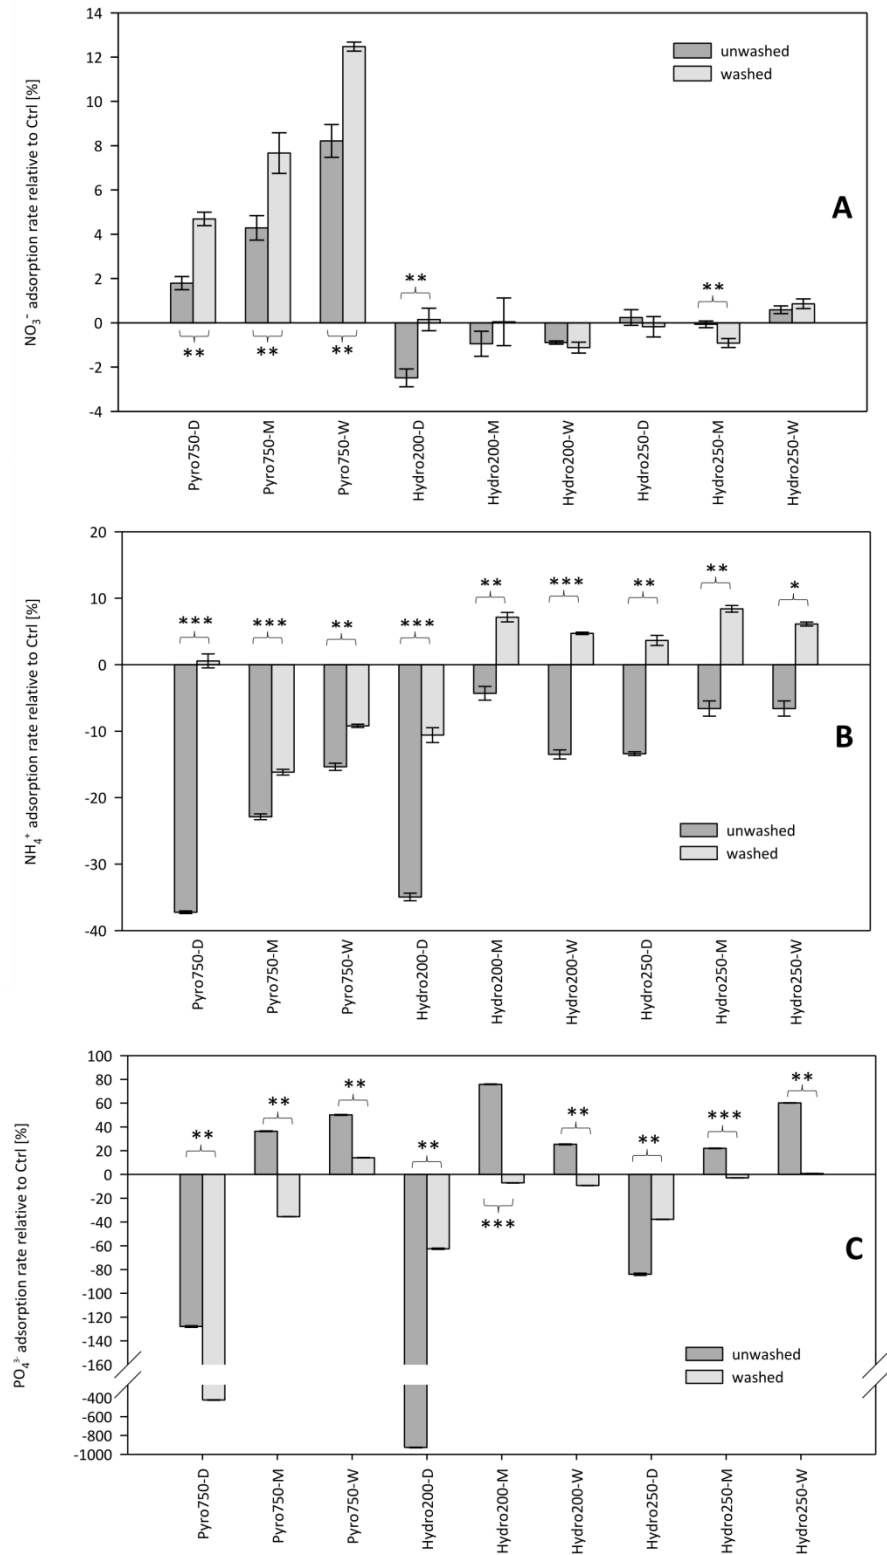 NO₃⁻ adsorption rate relative to Ctrl [%]
14
12
10
8
6
4
2
0
-2
-4
unwashed
washed
A
**
**
**
**
**
Pyro750-D
Pyro750-M
Pyro750-W
Hydro200-D
Hydro200-M
Hydro200-W
Hydro250-D
Hydro250-M
Hydro250-W
NH₄⁺ adsorption rate relative to Ctrl [%]
20
10
0
-10
-20
-30
-40
***
***
**
***
**
***
**
**
*
B
unwashed
washed
Pyro750-D
Pyro750-M
Pyro750-W
Hydro200-D
Hydro200-M
Hydro200-W
Hydro250-D
Hydro250-M
Hydro250-W
PO₄³⁻ adsorption rate relative to Ctrl [%]
100
80
60
40
20
0
-20
-40
-60
-80
-100
-120
-140
-160
-400
-600
-800
-1000
**
**
**
**
***
**
**
***
**
C
unwashed
washed
Pyro750-D
Pyro750-M
Pyro750-W
Hydro200-D
Hydro200-M
Hydro200-W
Hydro250-D
Hydro250-M
Hydro250-W